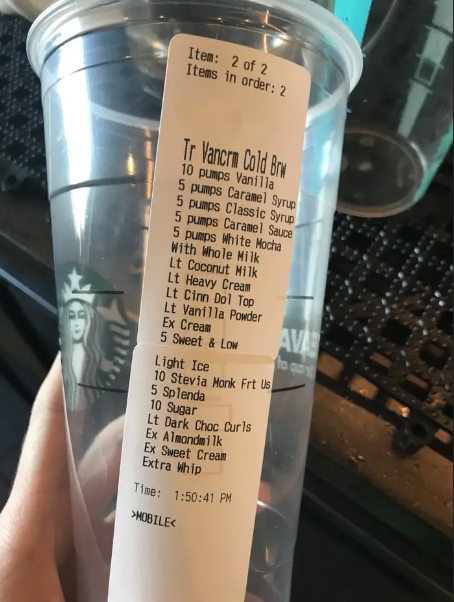 Item: 2 of 2
Items in order: 2
Tr Vancrm Cold Brw
10 pumps Vanilla
5 pumps Caramel Syrup
5 pumps Classic Syrup
5 pumps Caramel Sauce
5 pumps White Mocha
With Whole Milk
Lt Coconut Milk
Lt Heavy Cream
Lt Cinn Dol Top
Lt Vanilla Powder
Ex Cream
5 Sweet & Low
Light Ice
10 Stevia Monk Frt Us
5 Splenda
10 Sugar
Lt Dark Choc Curls
Ex Almondmilk
Ex Sweet Cream
Extra Whip
Time: 1:50:41 PM
>MOBILE<